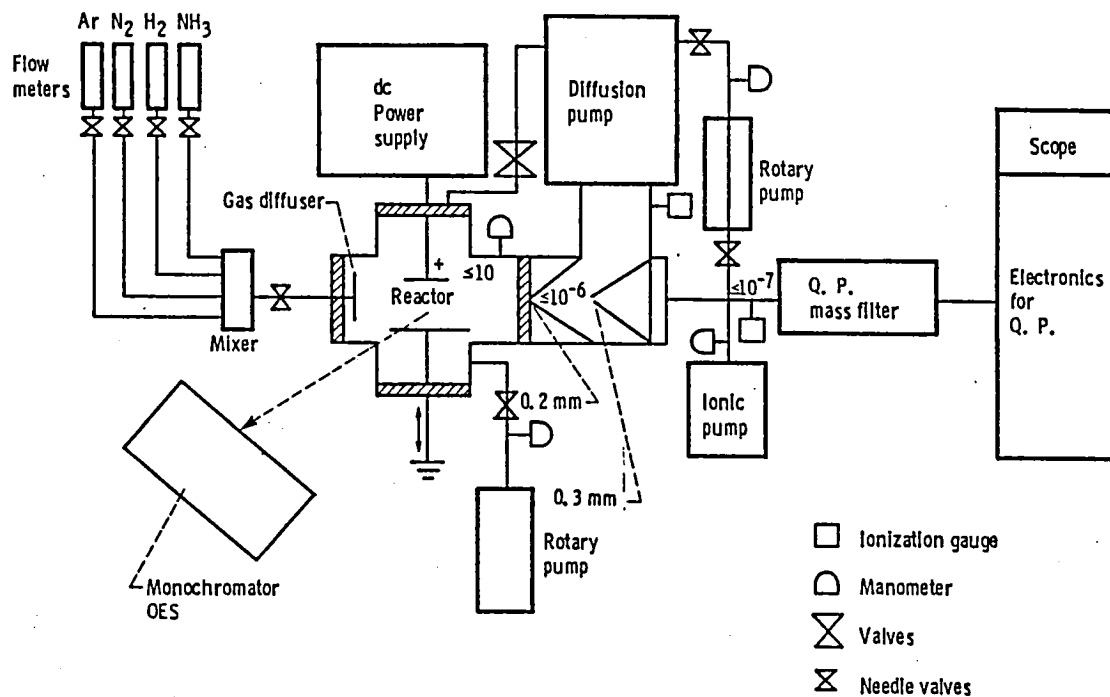 Ar N₂ H₂ NH₃
Flow
meters
dc
Power
supply
Diffusion
pump
Scope
Rotary
pump
Gas diffuser
+
≤10
≤10⁻⁶
≤10⁻⁷
Reactor
Mixer
Q. P.
mass filter
Electronics
for
Q. P.
0.2 mm
Ionic
pump
0.3 mm
Rotary
pump
Monochromator
OES
Ionization gauge
Manometer
Valves
Needle valves